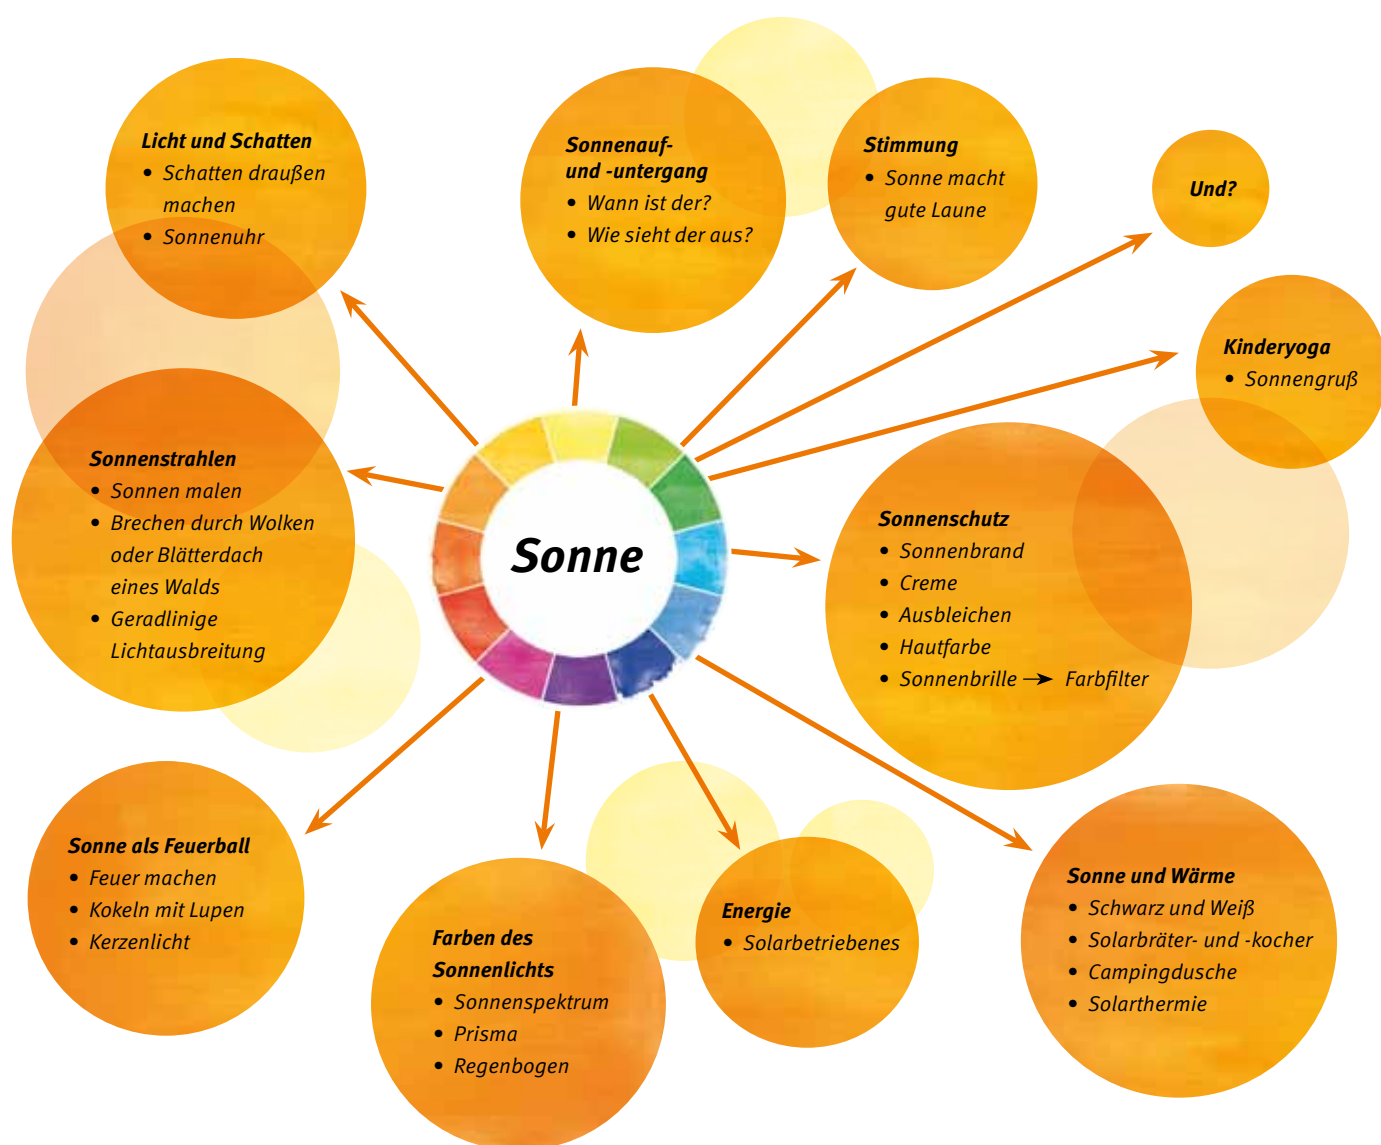 Licht und Schatten
• Schatten draußen
machen
• Sonnenuhr
Sonnenauf-
und -untergang
• Wann ist der?
• Wie sieht der aus?
Stimmung
• Sonne macht
gute Laune
Und?
Kinderyoga
• Sonnengruß
Sonnenstrahlen
• Sonnen malen
• Brechen durch Wolken
oder Blätterdach
eines Walds
• Geradlinige
Lichtausbreitung
Sonne
Sonnenschutz
• Sonnenbrand
• Creme
• Ausbleichen
• Hautfarbe
• Sonnenbrille → Farbfilter
Sonne als Feuerball
• Feuer machen
• Kokeln mit Lupen
• Kerzenlicht
Farben des
Sonnenlichts
• Sonnenspektrum
• Prisma
• Regenbogen
Energie
• Solarbetriebenes
Sonne und Wärme
• Schwarz und Weiß
• Solarbräter- und -kocher
• Campingdusche
• Solarthermie